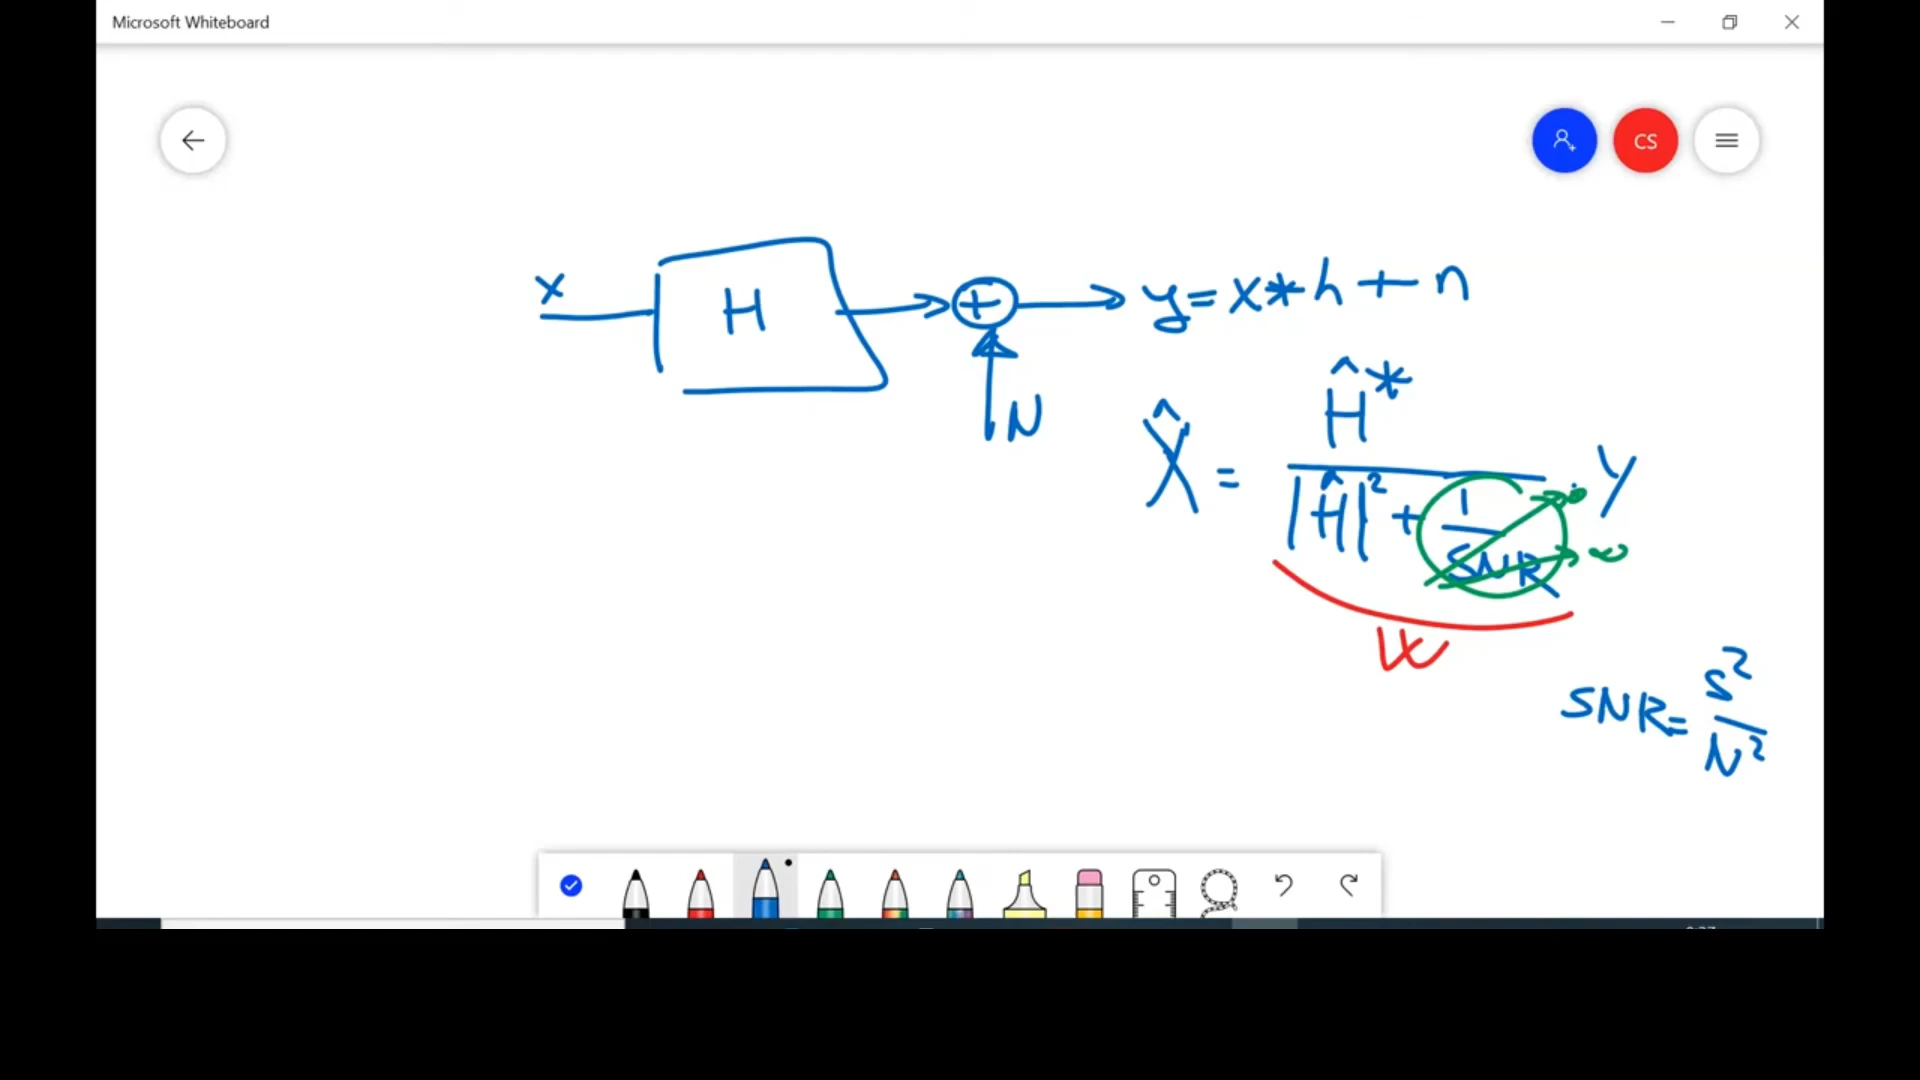 Microsoft Whiteboard
CS
x
H
+
y = x * h + n
N
X̂ = Ĥ* / (|Ĥ|² + 1/SNR) Y
∞
W
SNR = S² / N²